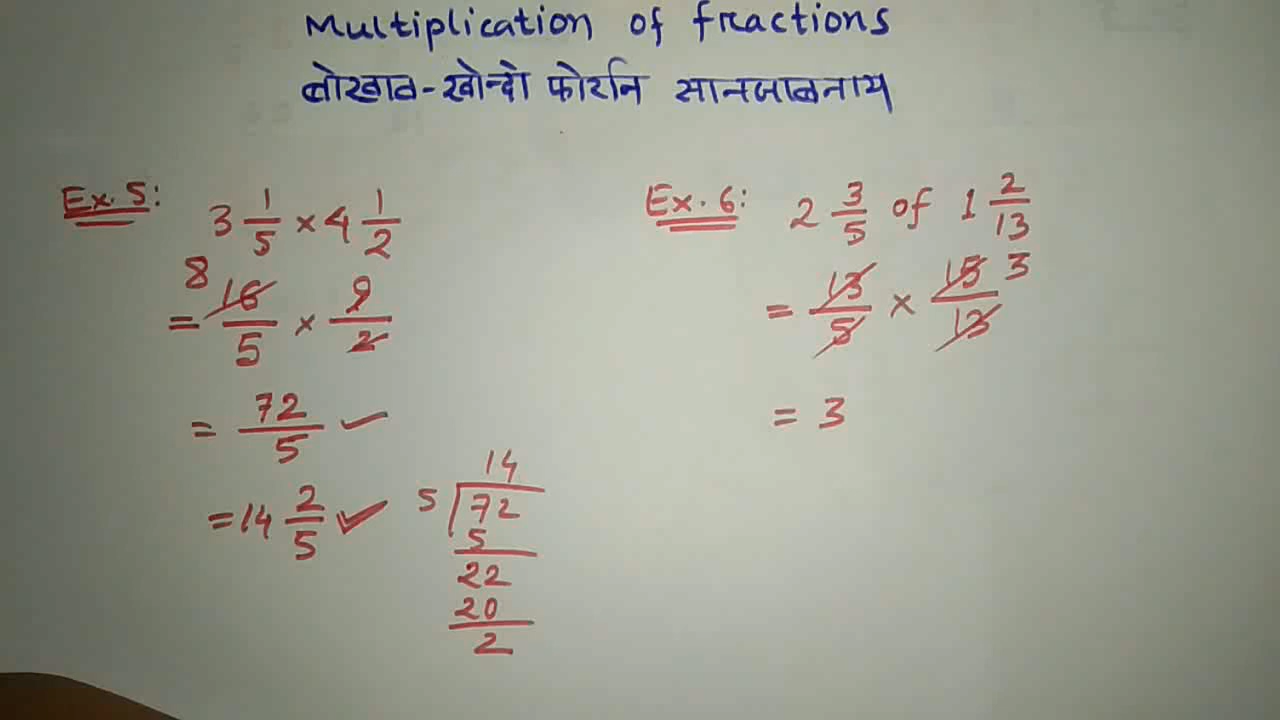 Multiplication of fractions
बोखाव-खोन्दो फोरनि सानजाबनाय
Ex. 5: 3 1/5 × 4 1/2
= 8 16/5 × 9/2
= 72/5 ✓
= 14 2/5 ✓
14
5 72
5
22
20
2
Ex. 6: 2 3/5 of 1 2/13
= 13/5 × 15/13 3
= 3